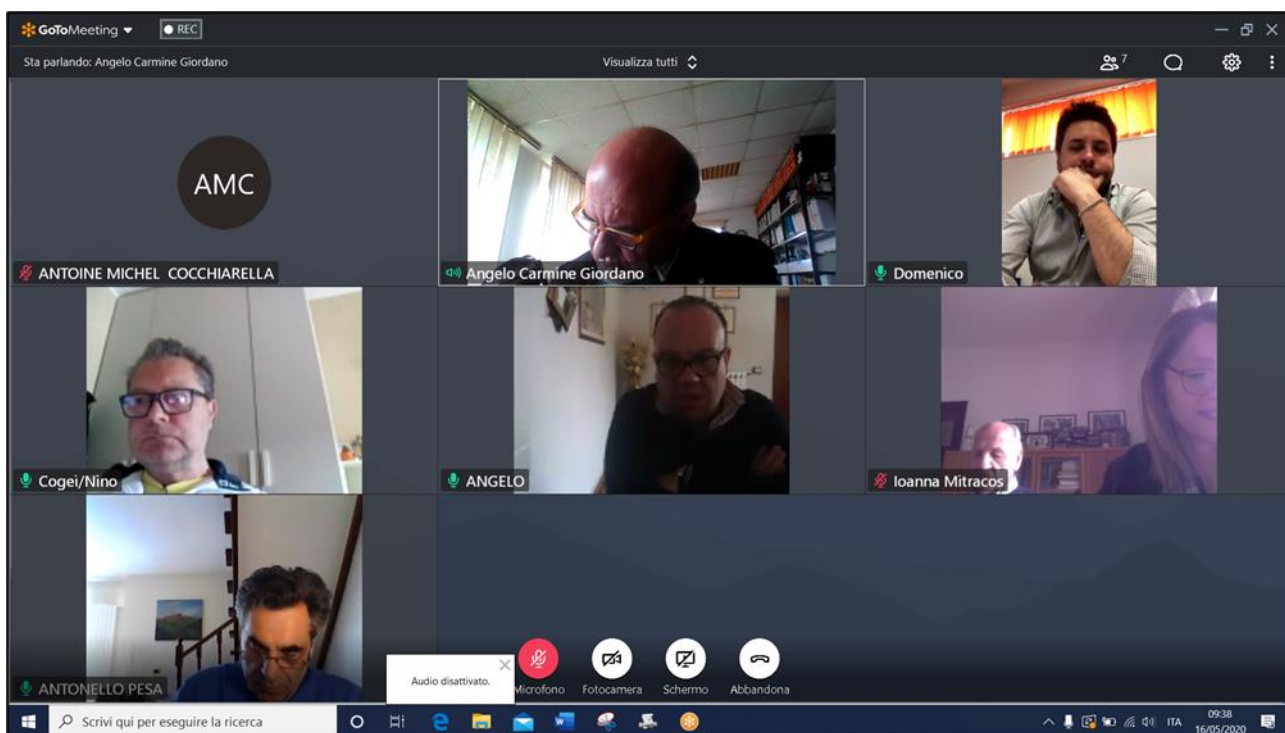 GoToMeeting
REC
Sta parlando: Angelo Carmine Giordano
Visualizza tutti
7
AMC
ANTOINE MICHEL COCCHIARELLA
Angelo Carmine Giordano
Domenico
Cogei/Nino
ANGELO
Ioanna Mitracos
ANTONELLO PESA
Audio disattivato.
Microfono
Fotocamera
Schermo
Abbandona
Scrivi qui per eseguire la ricerca
ITA
09:38
16/05/2020